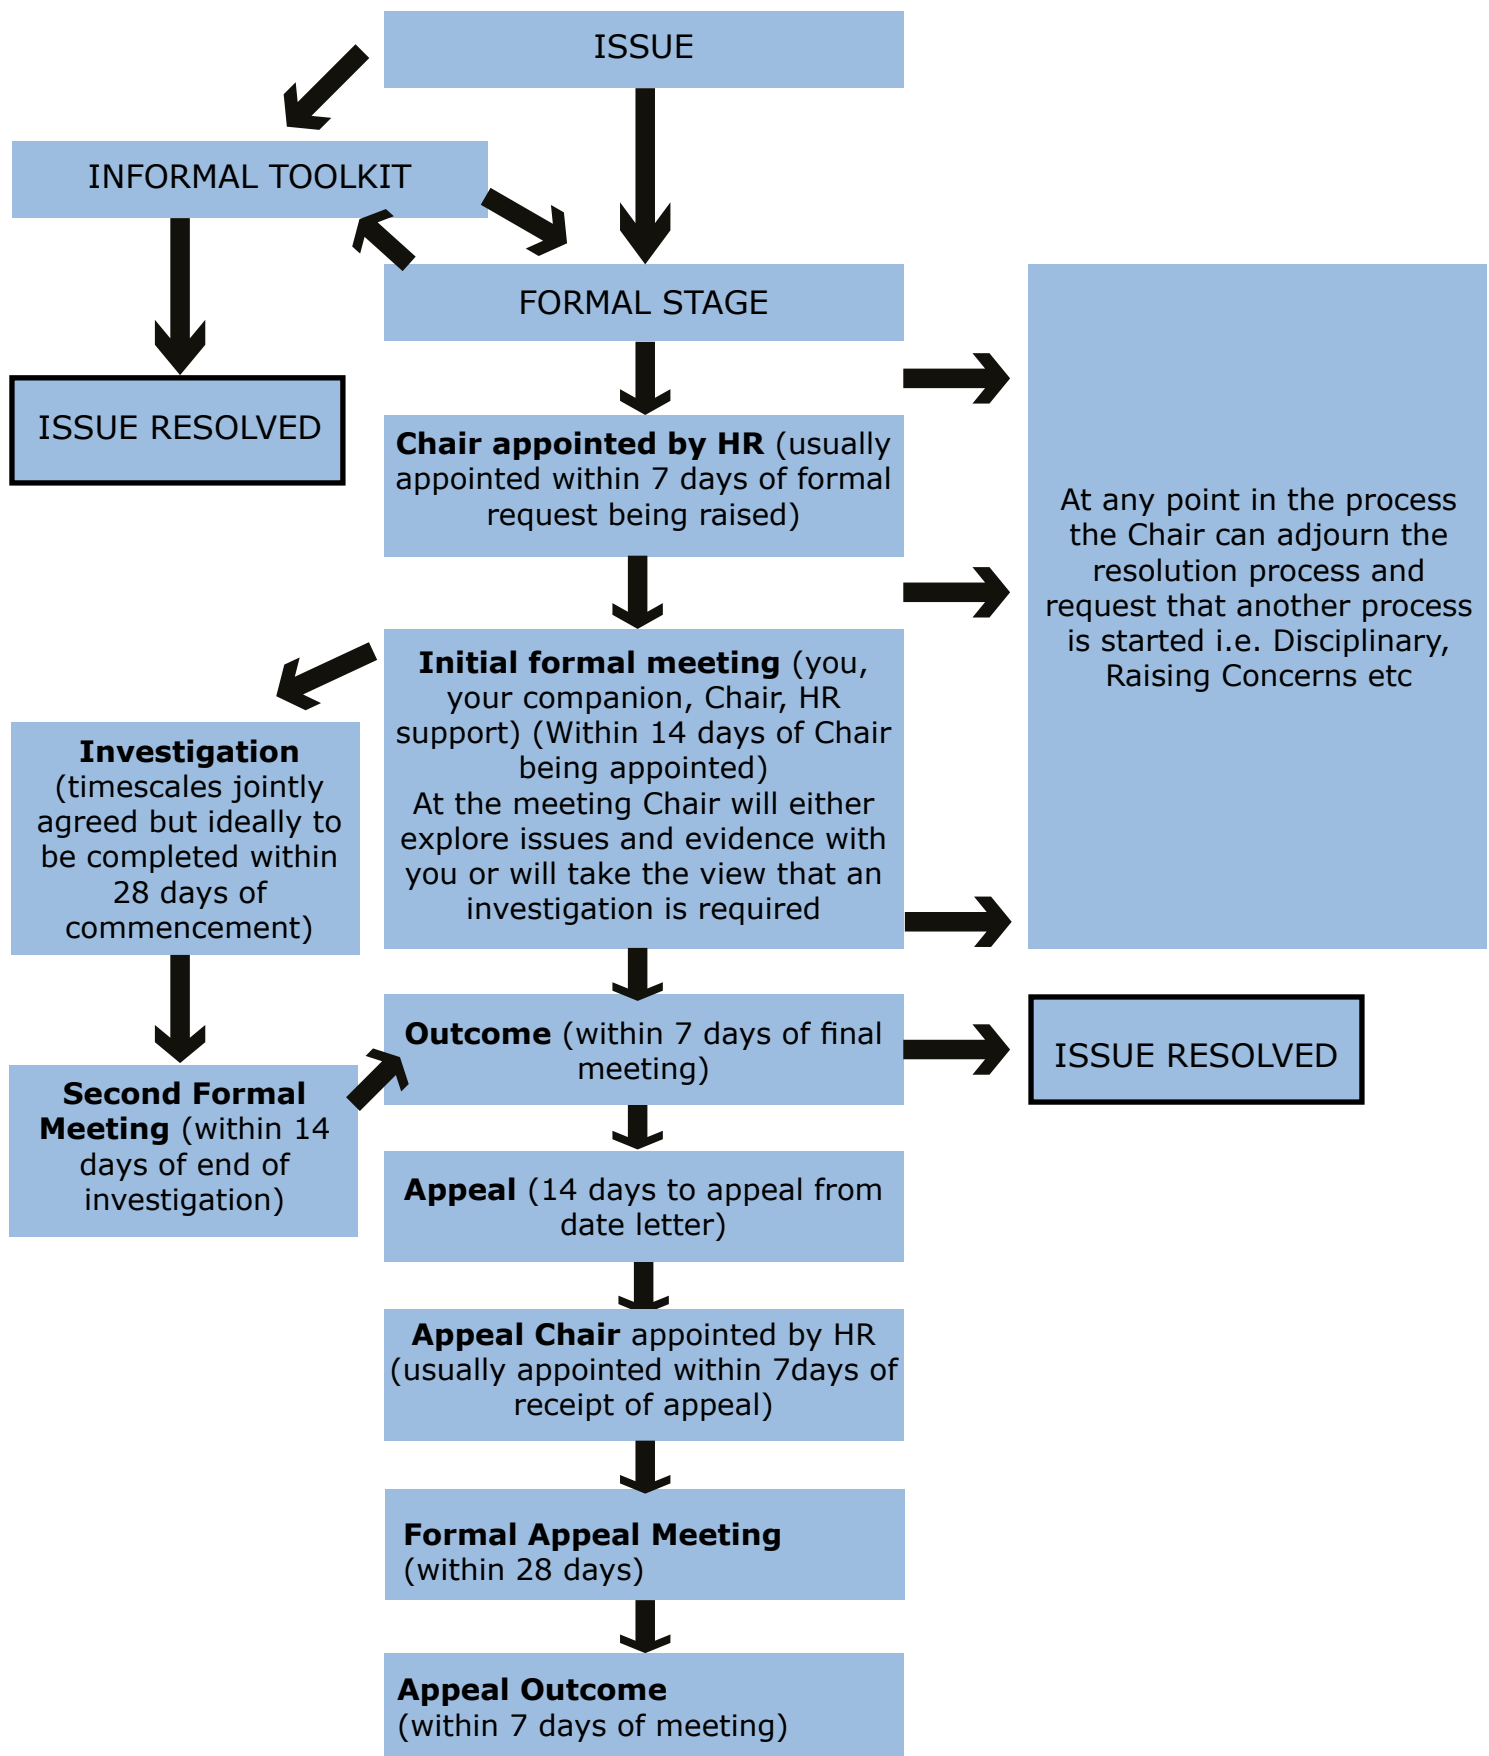 ISSUE
INFORMAL TOOLKIT
FORMAL STAGE
ISSUE RESOLVED
Chair appointed by HR (usually
appointed within 7 days of formal
request being raised)
At any point in the process
the Chair can adjourn the
resolution process and
request that another process
is started i.e. Disciplinary,
Raising Concerns etc
Initial formal meeting (you,
your companion, Chair, HR
support) (Within 14 days of Chair
being appointed)
At the meeting Chair will either
explore issues and evidence with
you or will take the view that an
investigation is required
Investigation
(timescales jointly
agreed but ideally to
be completed within
28 days of
commencement)
Outcome (within 7 days of final
meeting)
ISSUE RESOLVED
Second Formal
Meeting (within 14
days of end of
investigation)
Appeal (14 days to appeal from
date letter)
Appeal Chair appointed by HR
(usually appointed within 7days of
receipt of appeal)
Formal Appeal Meeting
(within 28 days)
Appeal Outcome
(within 7 days of meeting)